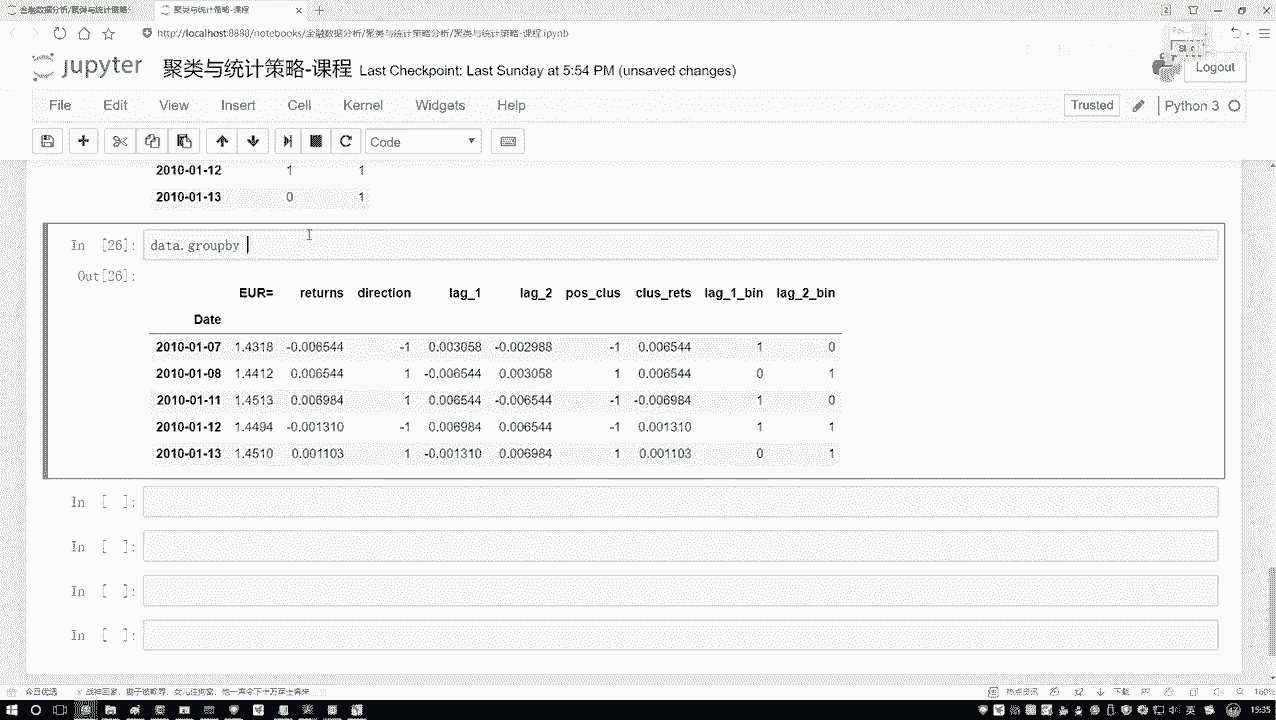 金融数据分析/聚类与统计策略
聚类与统计策略-课程
http://localhost:8888/notebooks/金融数据分析/聚类与统计策略分析/聚类与统计策略-课程.ipynb
jupyter 聚类与统计策略-课程 Last Checkpoint: Last Sunday at 5:54 PM (unsaved changes)
Logout
File Edit View Insert Cell Kernel Widgets Help
Trusted Python 3
Code
2010-01-12 1 1
2010-01-13 0 1
In [26]: data.groupby
Out[26]:
EUR= returns direction lag_1 lag_2 pos_clus clus_rets lag_1_bin lag_2_bin
Date
2010-01-07 1.4318 -0.006544 -1 0.003058 -0.002988 -1 0.006544 1 0
2010-01-08 1.4412 0.006544 1 -0.006544 0.003058 1 0.006544 0 1
2010-01-11 1.4513 0.006984 1 0.006544 -0.006544 -1 -0.006984 1 0
2010-01-12 1.4494 -0.001310 -1 0.006984 0.006544 -1 0.001310 1 1
2010-01-13 1.4510 0.001103 1 -0.001310 0.006984 1 0.001103 0 1
In [ ]:
In [ ]:
In [ ]:
In [ ]:
今日优选
热点资讯
下载
160%
15:35